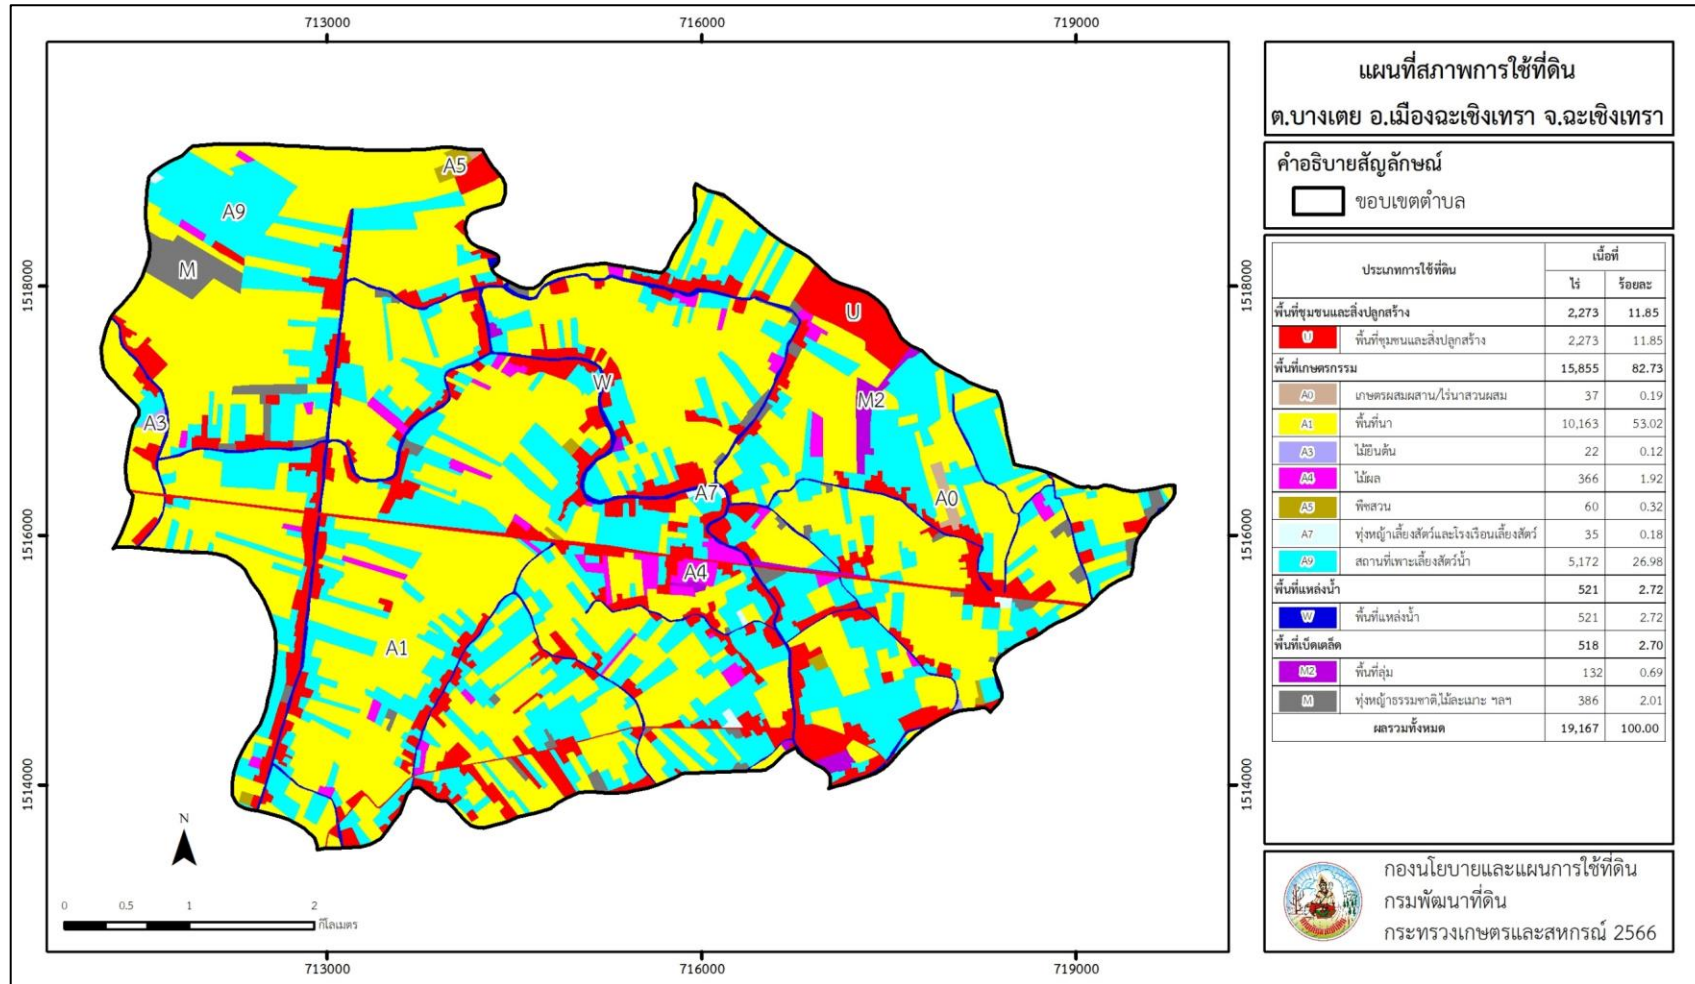 713000
716000
719000
แผนที่สภาพการใช้ที่ดิน
ต.บางเตย อ.เมืองฉะเชิงเทรา จ.ฉะเชิงเทรา
คำอธิบายสัญลักษณ์
ขอบเขตตำบล
ประเภทการใช้ที่ดิน เนื้อที่
ไร่ ร้อยละ
พื้นที่ชุมชนและสิ่งปลูกสร้าง 2,273 11.85
U พื้นที่ชุมชนและสิ่งปลูกสร้าง 2,273 11.85
พื้นที่เกษตรกรรม 15,855 82.73
A0 เกษตรผสมผสาน/ไร่นาสวนผสม 37 0.19
A1 พื้นที่นา 10,163 53.02
A3 ไม้ยืนต้น 22 0.12
A4 ไม้ผล 366 1.92
A5 พืชสวน 60 0.32
A7 ทุ่งหญ้าเลี้ยงสัตว์และโรงเรือนเลี้ยงสัตว์ 35 0.18
A9 สถานที่เพาะเลี้ยงสัตว์น้ำ 5,172 26.98
พื้นที่แหล่งน้ำ 521 2.72
W พื้นที่แหล่งน้ำ 521 2.72
พื้นที่เบ็ดเตล็ด 518 2.70
M2 พื้นที่ลุ่ม 132 0.69
M ทุ่งหญ้าธรรมชาติ,ไม้ละเมาะ ฯลฯ 386 2.01
ผลรวมทั้งหมด 19,167 100.00
กองนโยบายและแผนการใช้ที่ดิน
กรมพัฒนาที่ดิน
กระทรวงเกษตรและสหกรณ์ 2566
A5
A9
M
U
W
M2
A3
A7
A0
A4
A1
1518000
1516000
1514000
1518000
1516000
1514000
N
0 0.5 1 2
กิโลเมตร
713000
716000
719000